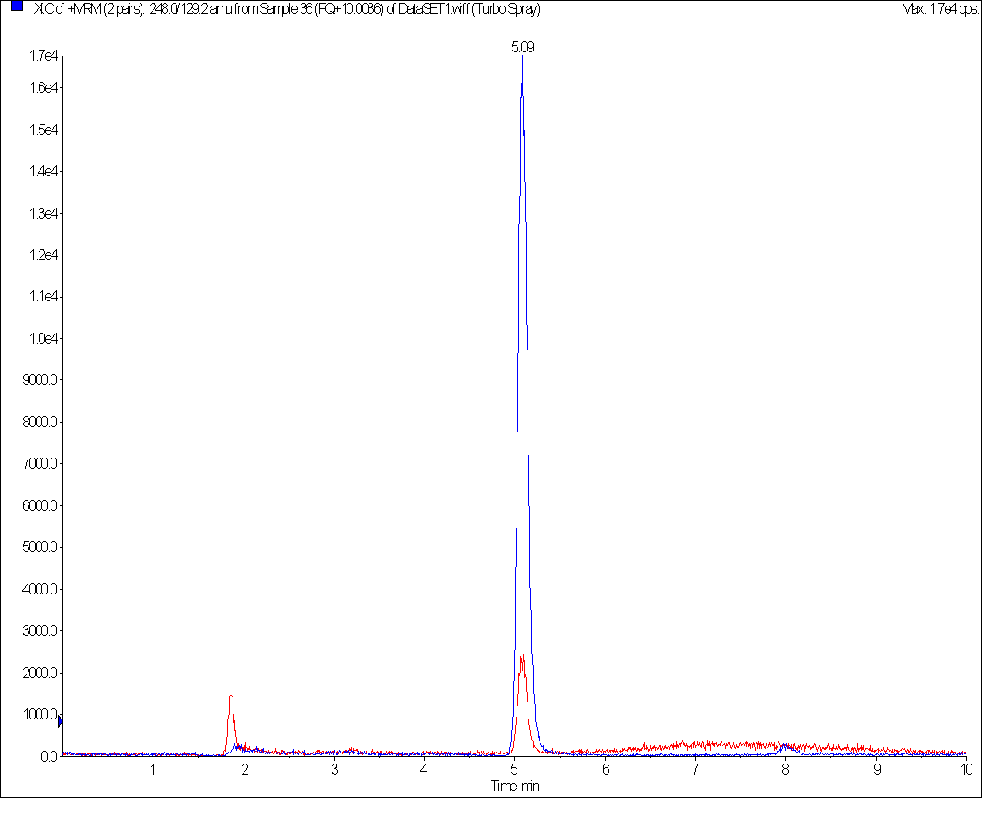 XIC of +MRM (2 pairs): 248.0/129.2 amu from Sample 36 (FQ+10.0036) of DataSET1.wiff (Turbo Spray)
Max. 1.7e4 cps.
5.09
1.7e4
1.6e4
1.5e4
1.4e4
1.3e4
1.2e4
1.1e4
1.0e4
9000.0
8000.0
7000.0
6000.0
5000.0
4000.0
3000.0
2000.0
1000.0
0.0
1 2 3 4 5 6 7 8 9 10
Time, min